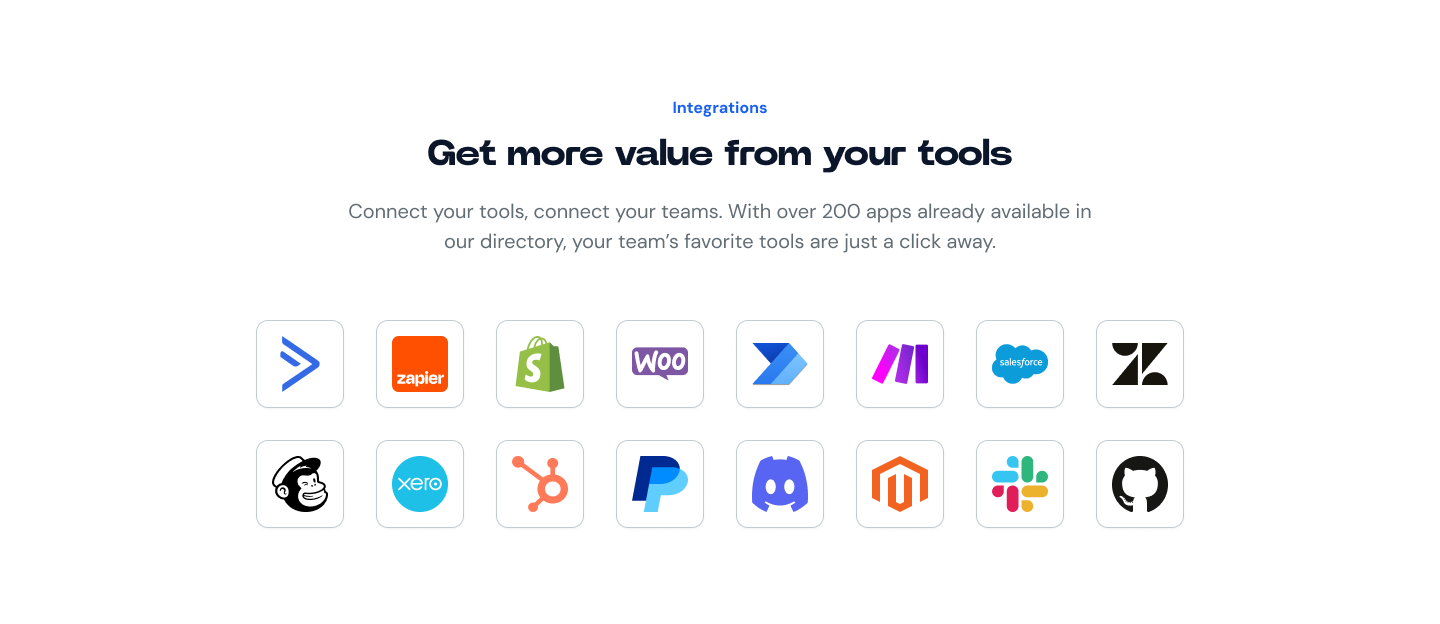 Integrations
Get more value from your tools
Connect your tools, connect your teams. With over 200 apps already available in
our directory, your team’s favorite tools are just a click away.
zapier
WOO
salesforce
xero